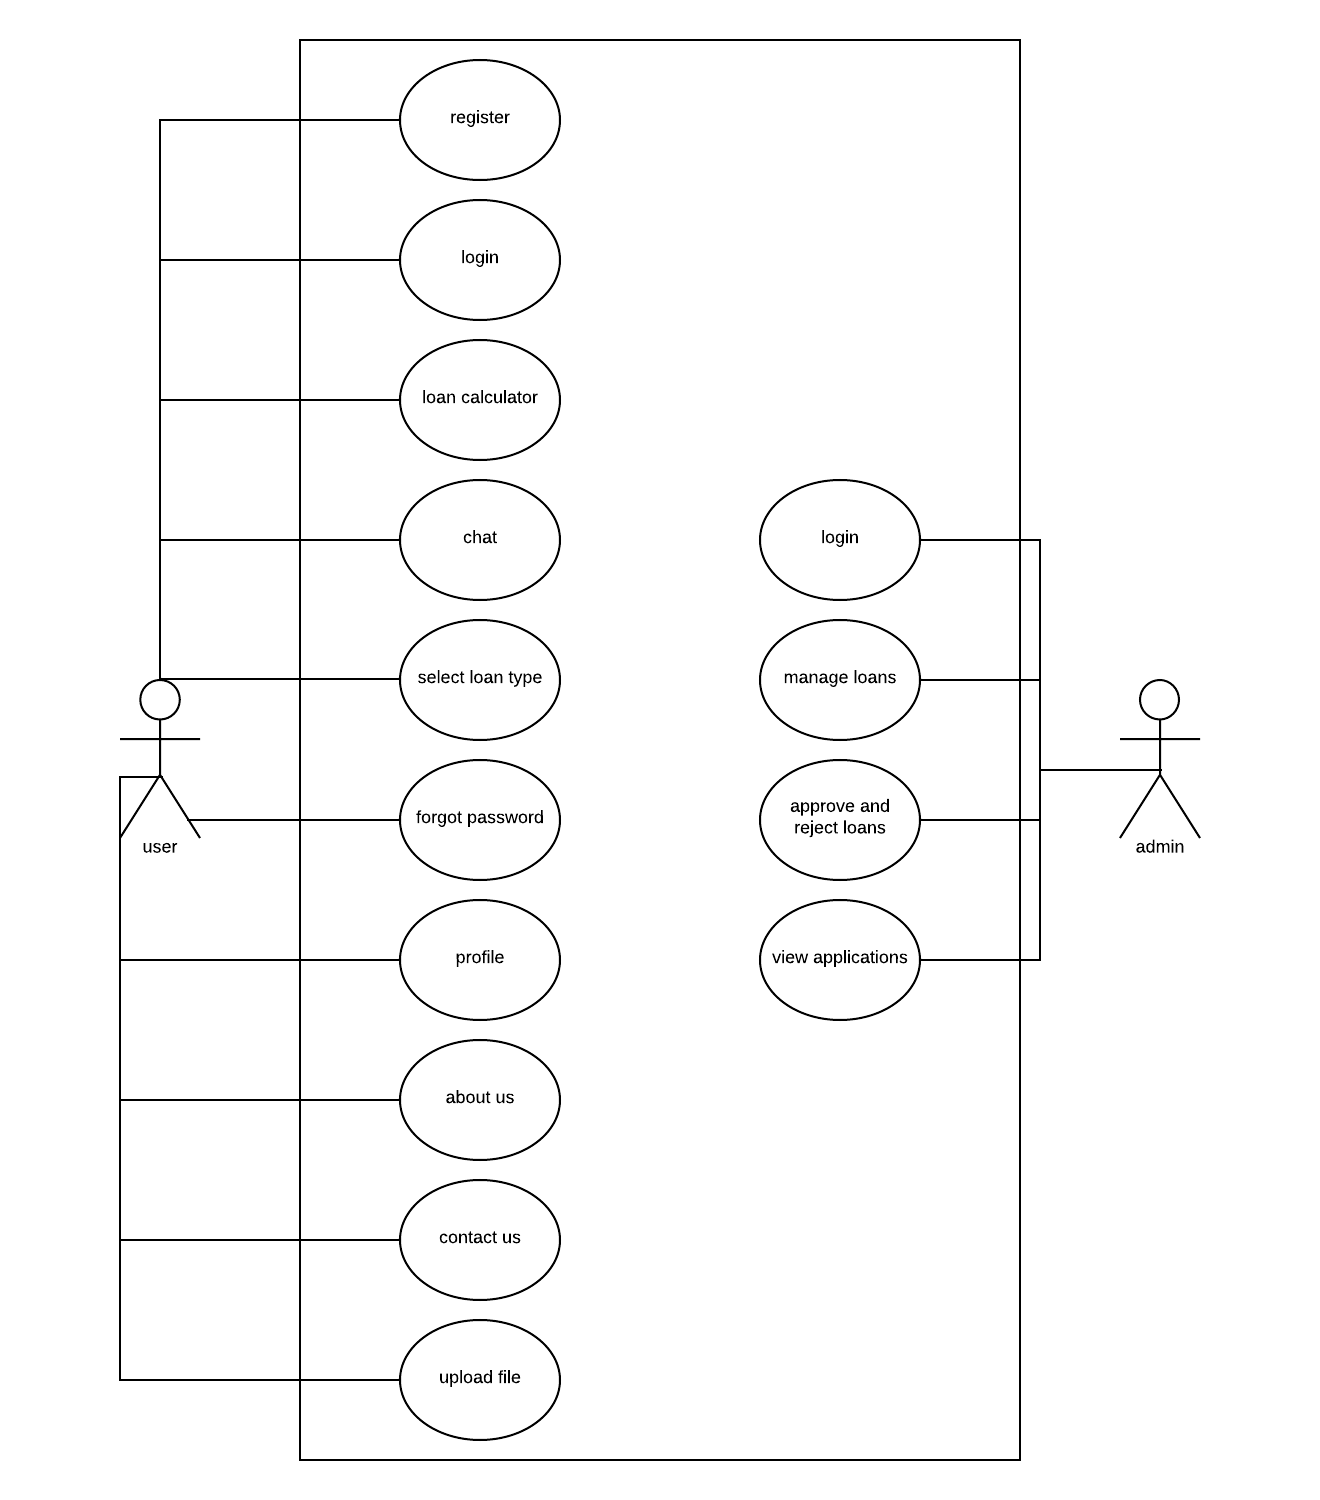 register
login
loan calculator
chat
select loan type
forgot password
profile
about us
contact us
upload file
login
manage loans
approve and
reject loans
view applications
user
admin